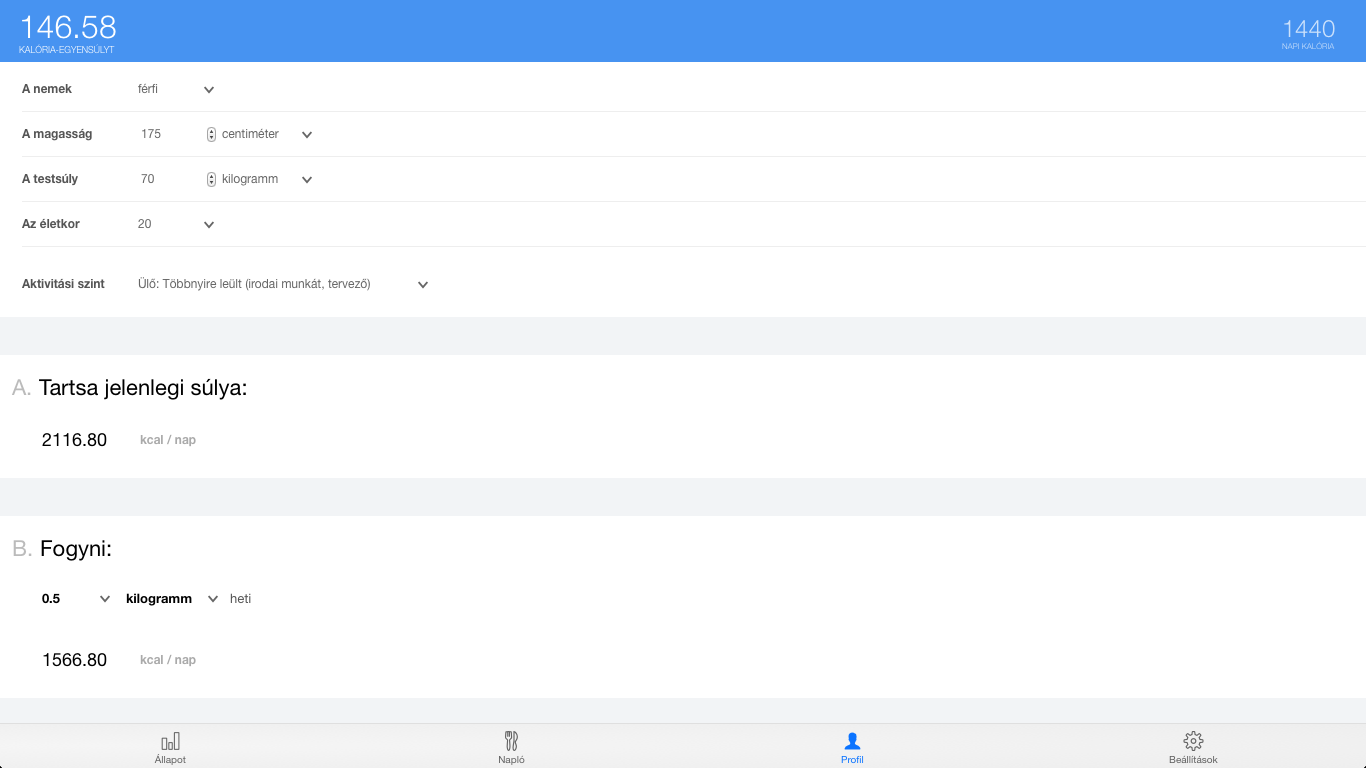 146.58
KALÓRIA-EGYENSÚLYT
1440
NAPI KALÓRIA
A nemek férfi
A magasság 175 centiméter
A testsúly 70 kilogramm
Az életkor 20
Aktivitási szint Ülő: Többnyire leült (irodai munkát, tervező)
A. Tartsa jelenlegi súlya:
2116.80 kcal / nap
B. Fogyni:
0.5 kilogramm heti
1566.80 kcal / nap
Állapot Napló Profil Beállítások